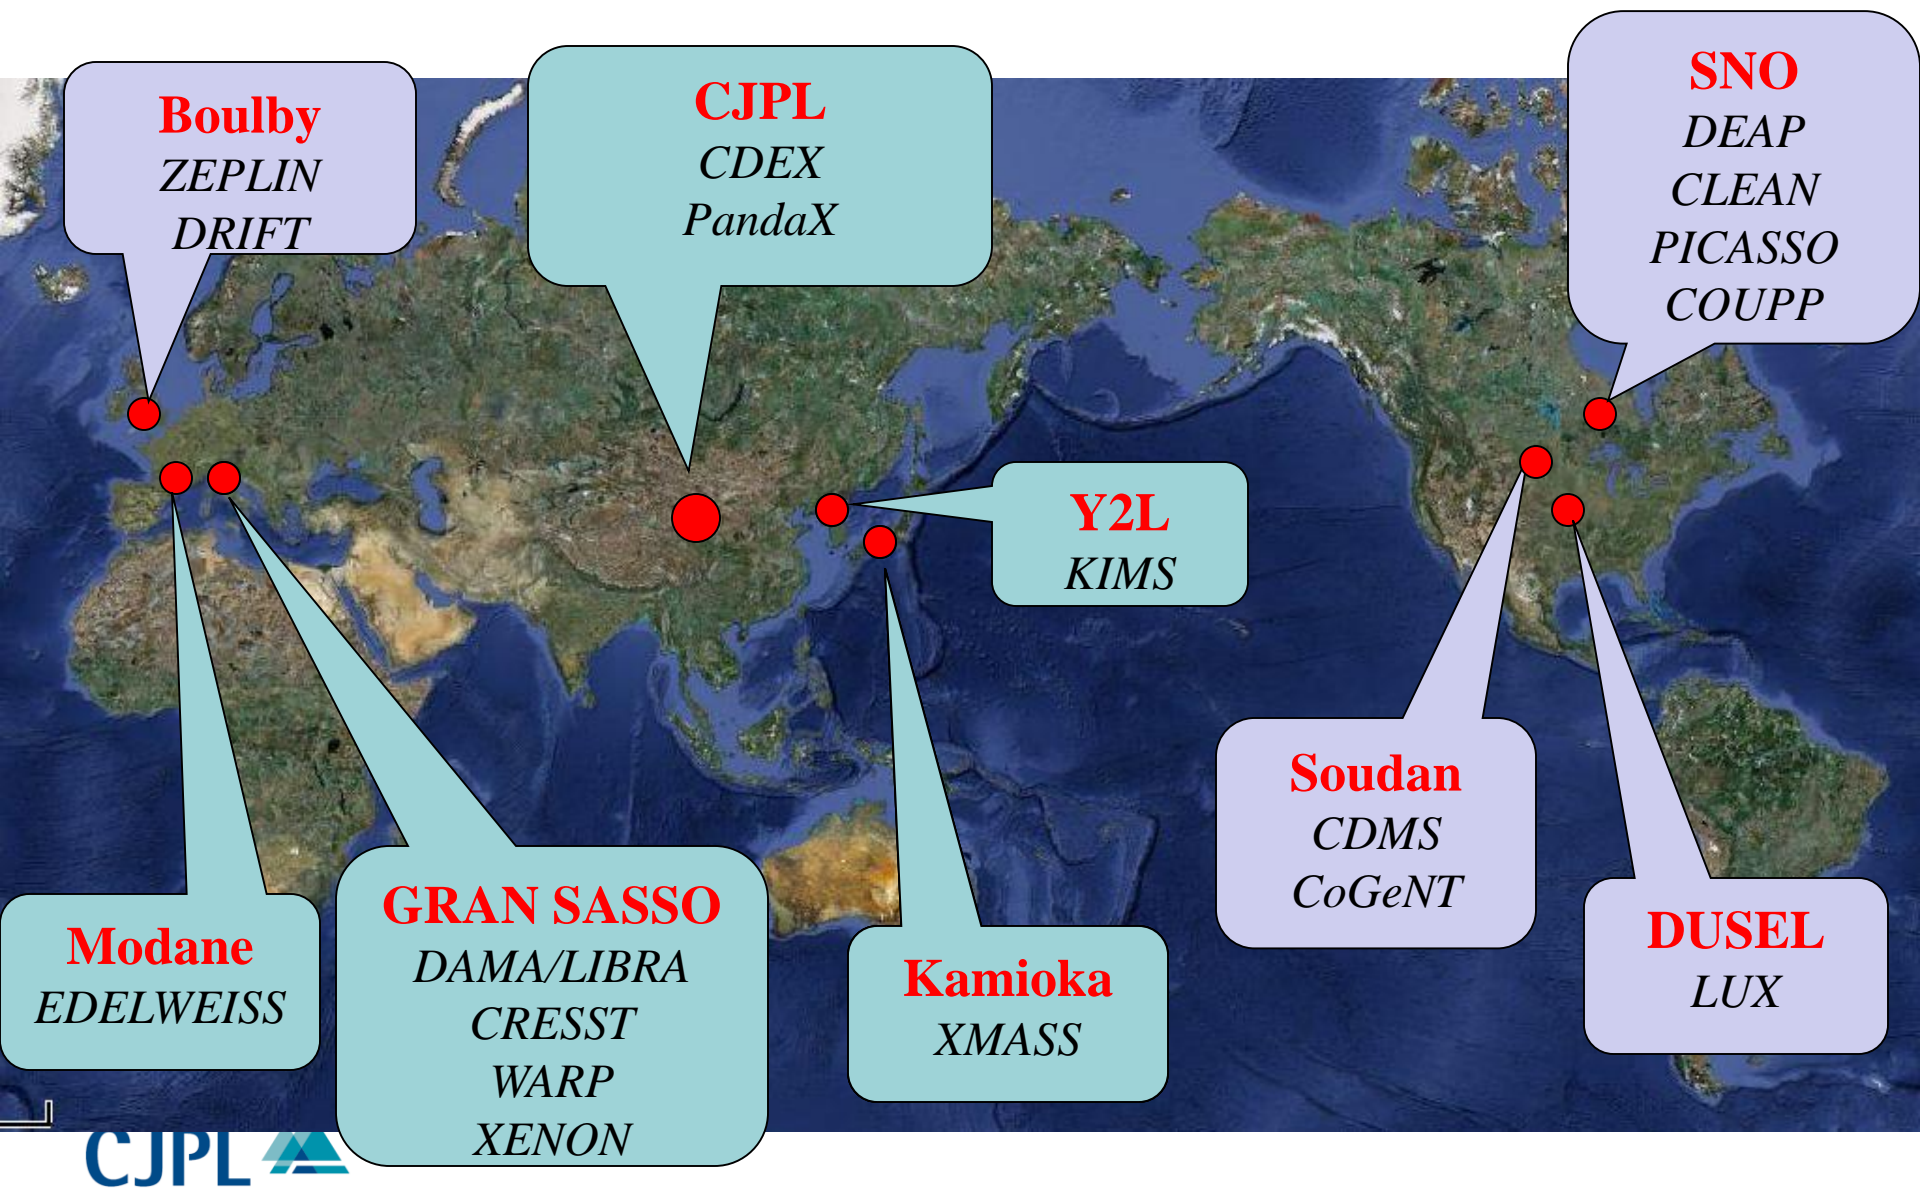 Boulby
ZEPLIN
DRIFT
CJPL
CDEX
PandaX
SNO
DEAP
CLEAN
PICASSO
COUPP
Y2L
KIMS
Soudan
CDMS
CoGeNT
DUSEL
LUX
Modane
EDELWEISS
GRAN SASSO
DAMA/LIBRA
CRESST
WARP
XENON
Kamioka
XMASS
CJPL